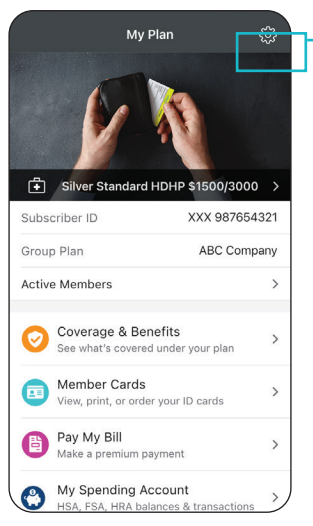 My Plan
Silver Standard HDHP $1500/3000
Subscriber ID XXX 987654321
Group Plan ABC Company
Active Members
Coverage & Benefits
See what's covered under your plan
Member Cards
View, print, or order your ID cards
Pay My Bill
Make a premium payment
My Spending Account
HSA, FSA, HRA balances & transactions